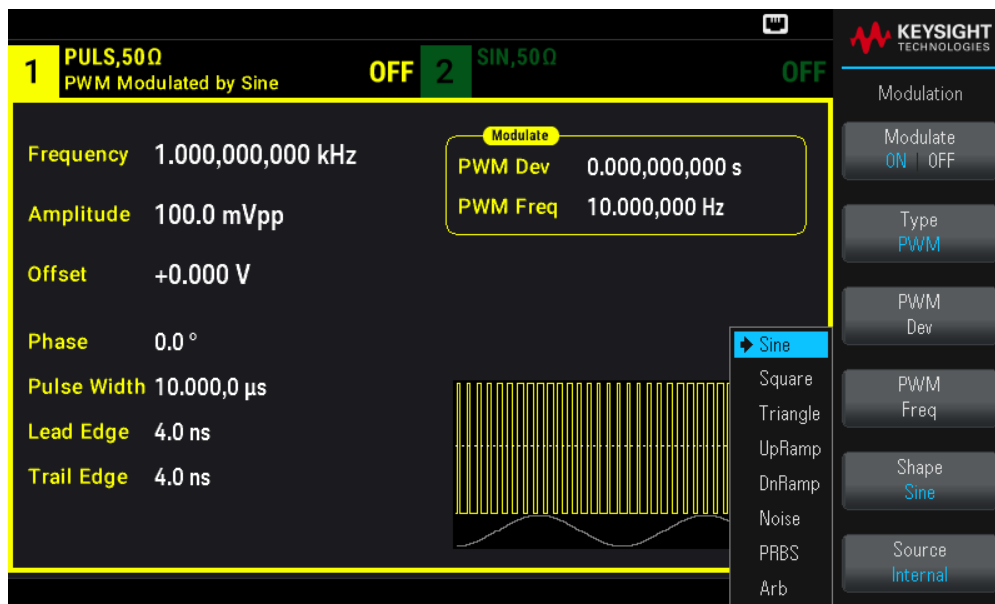 KEYSIGHT
TECHNOLOGIES
1 PULS,50Ω OFF
PWM Modulated by Sine
2 SIN,50Ω OFF
Frequency 1.000,000,000 kHz
Amplitude 100.0 mVpp
Offset +0.000 V
Phase 0.0 °
Pulse Width 10.000,0 µs
Lead Edge 4.0 ns
Trail Edge 4.0 ns
Modulate
PWM Dev 0.000,000,000 s
PWM Freq 10.000,000 Hz
Sine
Square
Triangle
UpRamp
DnRamp
Noise
PRBS
Arb
Modulation
Modulate
ON | OFF
Type
PWM
PWM
Dev
PWM
Freq
Shape
Sine
Source
Internal